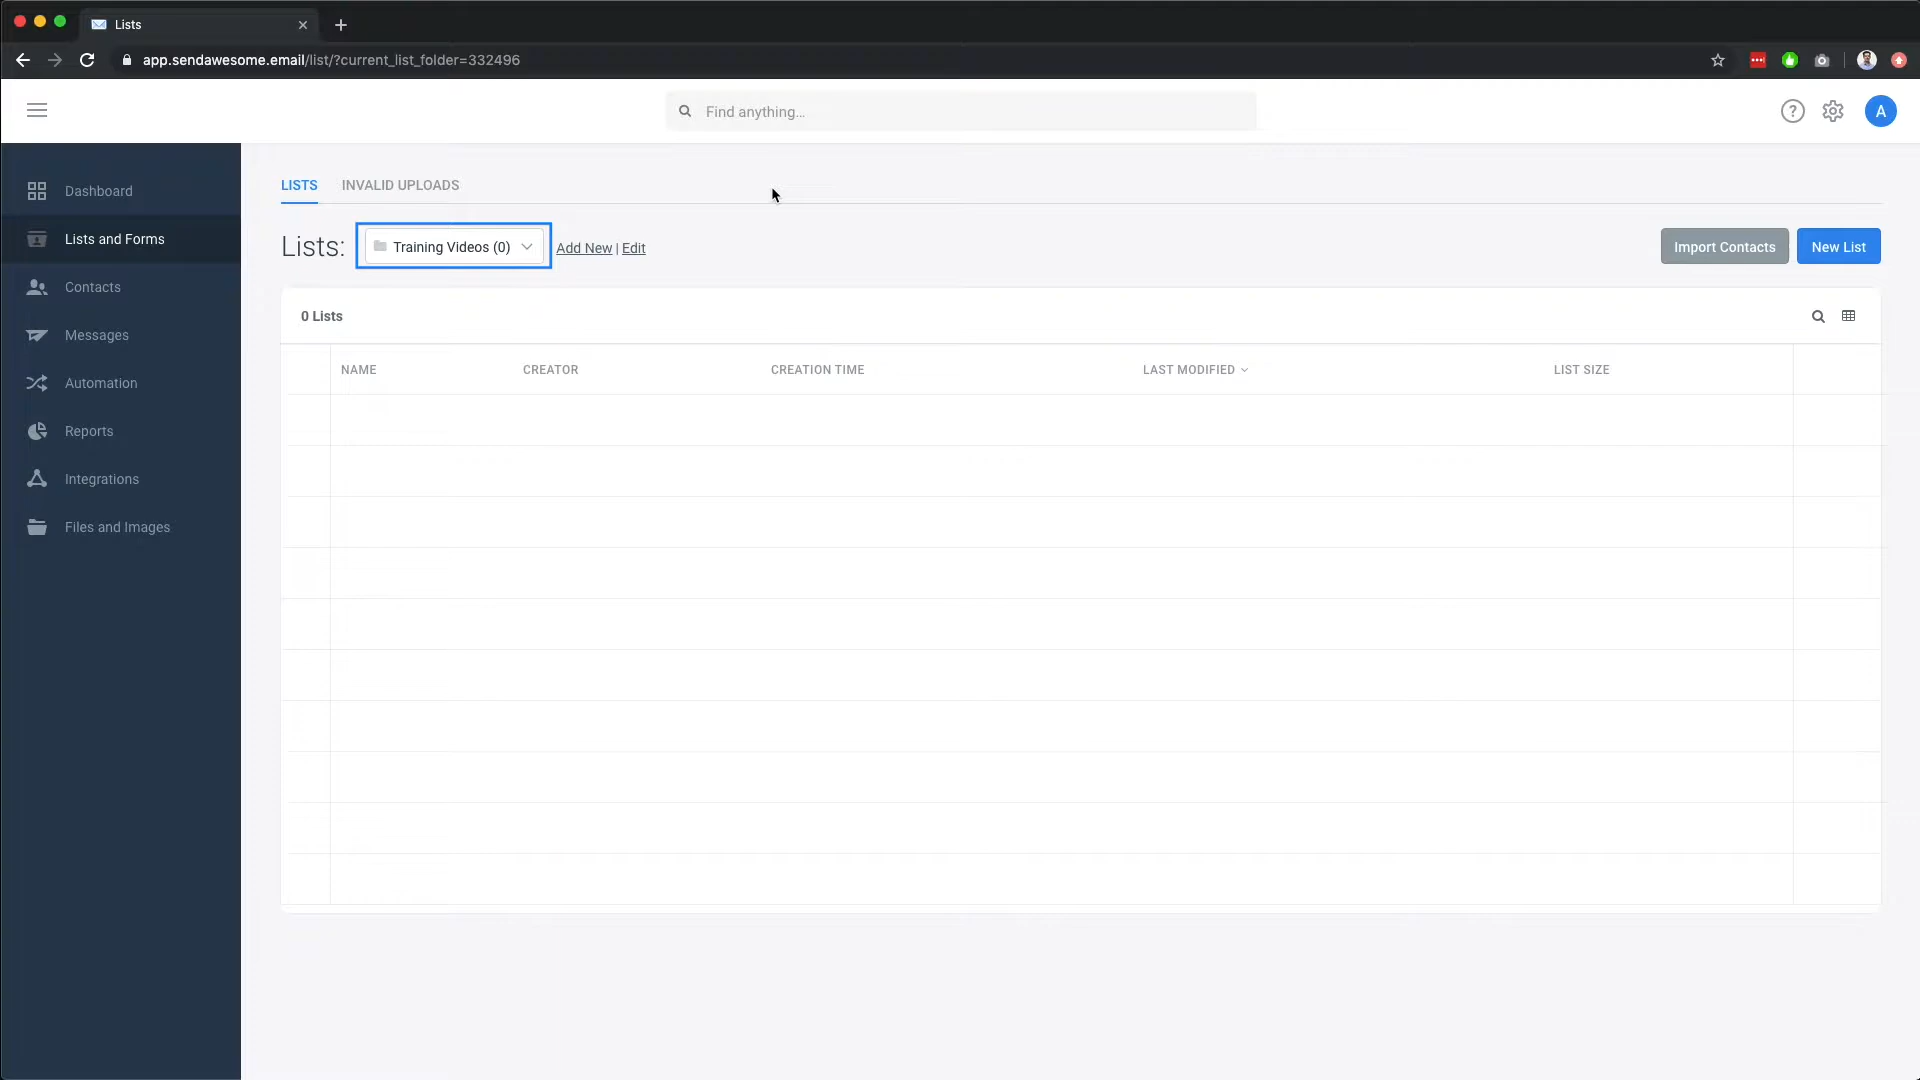 Lists
app.sendawesome.email/list/?current_list_folder=332496
Find anything...
A
Dashboard
Lists and Forms
Contacts
Messages
Automation
Reports
Integrations
Files and Images
LISTS INVALID UPLOADS
Lists: Training Videos (0) Add New | Edit
Import Contacts New List
0 Lists
NAME CREATOR CREATION TIME LAST MODIFIED LIST SIZE